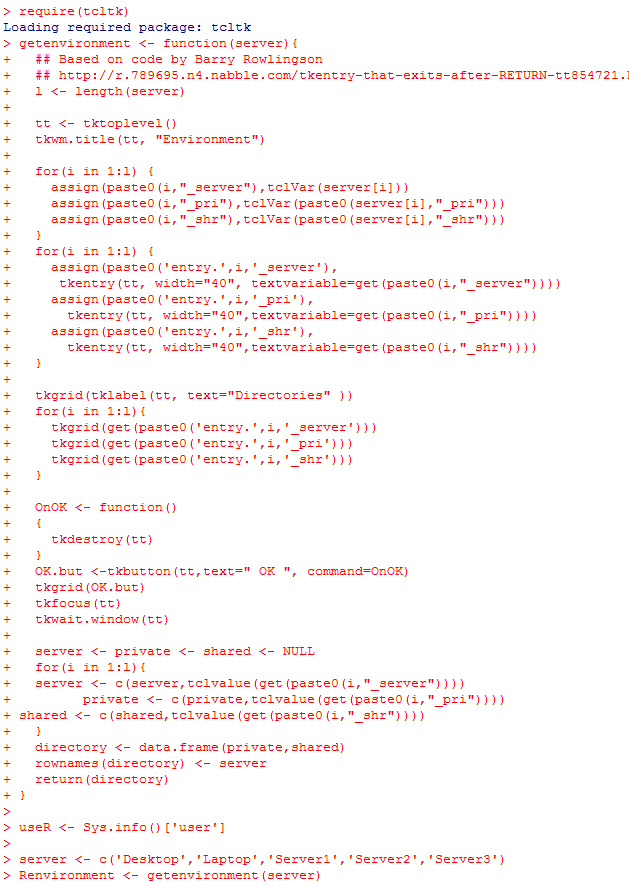 > require(tcltk)
Loading required package: tcltk
> getenvironment <- function(server){
+   ## Based on code by Barry Rowlingson
+   ## http://r.789695.n4.nabble.com/tkentry-that-exits-after-RETURN-tt854721.
+   l <- length(server)
+
+   tt <- tktoplevel()
+   tkwm.title(tt, "Environment")
+
+   for(i in 1:l) {
+     assign(paste0(i,"_server"),tclVar(server[i]))
+     assign(paste0(i,"_pri"),tclVar(paste0(server[i],"_pri")))
+     assign(paste0(i,"_shr"),tclVar(paste0(server[i],"_shr")))
+   }
+   for(i in 1:l) {
+     assign(paste0('entry.',i,'_server'),
+      tkentry(tt, width="40", textvariable=get(paste0(i,"_server"))))
+     assign(paste0('entry.',i,'_pri'),
+       tkentry(tt, width="40",textvariable=get(paste0(i,"_pri"))))
+     assign(paste0('entry.',i,'_shr'),
+       tkentry(tt, width="40",textvariable=get(paste0(i,"_shr"))))
+   }
+
+   tkgrid(tklabel(tt, text="Directories" ))
+   for(i in 1:l){
+     tkgrid(get(paste0('entry.',i,'_server')))
+     tkgrid(get(paste0('entry.',i,'_pri')))
+     tkgrid(get(paste0('entry.',i,'_shr')))
+   }
+
+   OnOK <- function()
+   {
+     tkdestroy(tt)
+   }
+   OK.but <-tkbutton(tt,text=" OK ", command=OnOK)
+   tkgrid(OK.but)
+   tkfocus(tt)
+   tkwait.window(tt)
+
+   server <- private <- shared <- NULL
+   for(i in 1:l){
+   server <- c(server,tclvalue(get(paste0(i,"_server"))))
+         private <- c(private,tclvalue(get(paste0(i,"_pri"))))
+ shared <- c(shared,tclvalue(get(paste0(i,"_shr"))))
+   }
+   directory <- data.frame(private,shared)
+   rownames(directory) <- server
+   return(directory)
+ }
>
> useR <- Sys.info()['user']
>
> server <- c('Desktop','Laptop','Server1','Server2','Server3')
> Renvironment <- getenvironment(server)